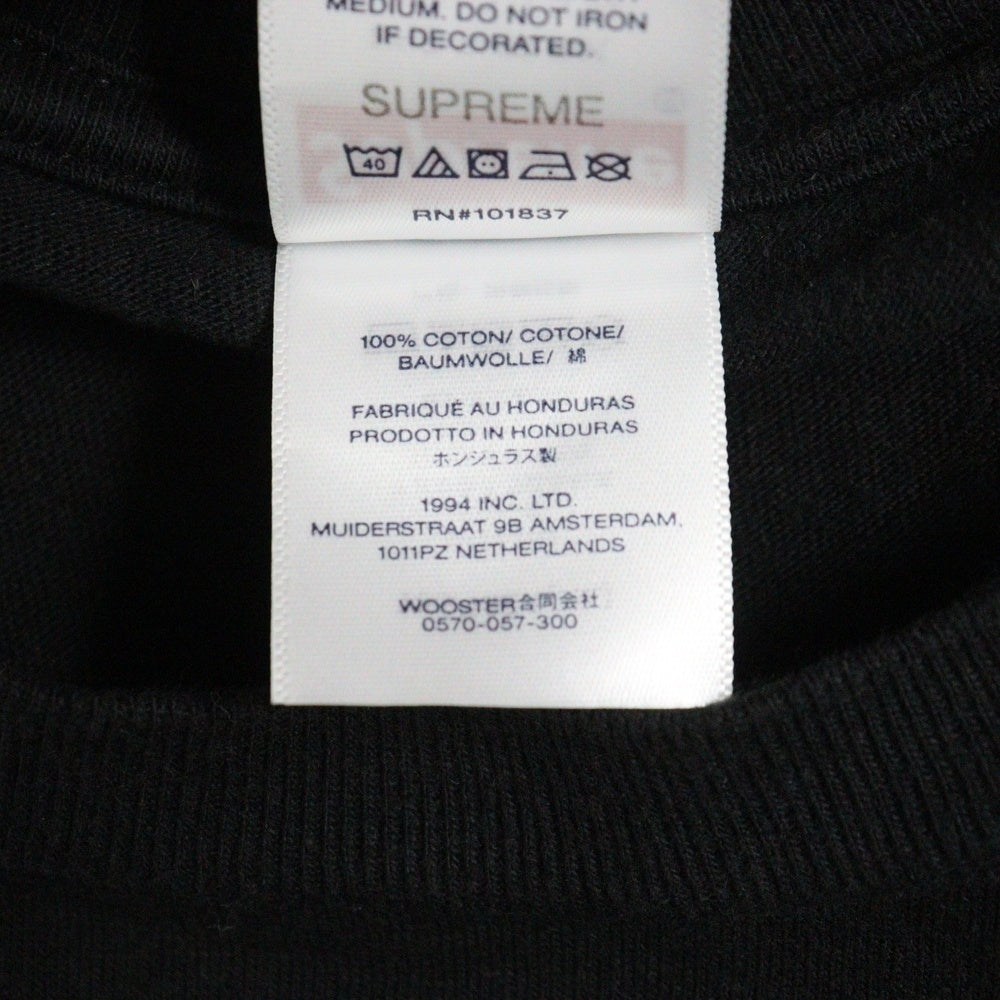 MEDIUM. DO NOT IRON
IF DECORATED.
SUPREME
40
RN#101837
100% COTON/ COTONE/
BAUMWOLLE/ 綿
FABRIQUÉ AU HONDURAS
PRODOTTO IN HONDURAS
ホンジュラス製
1994 INC. LTD.
MUIDERSTRAAT 9B AMSTERDAM,
1011PZ NETHERLANDS
WOOSTER合同会社
0570-057-300